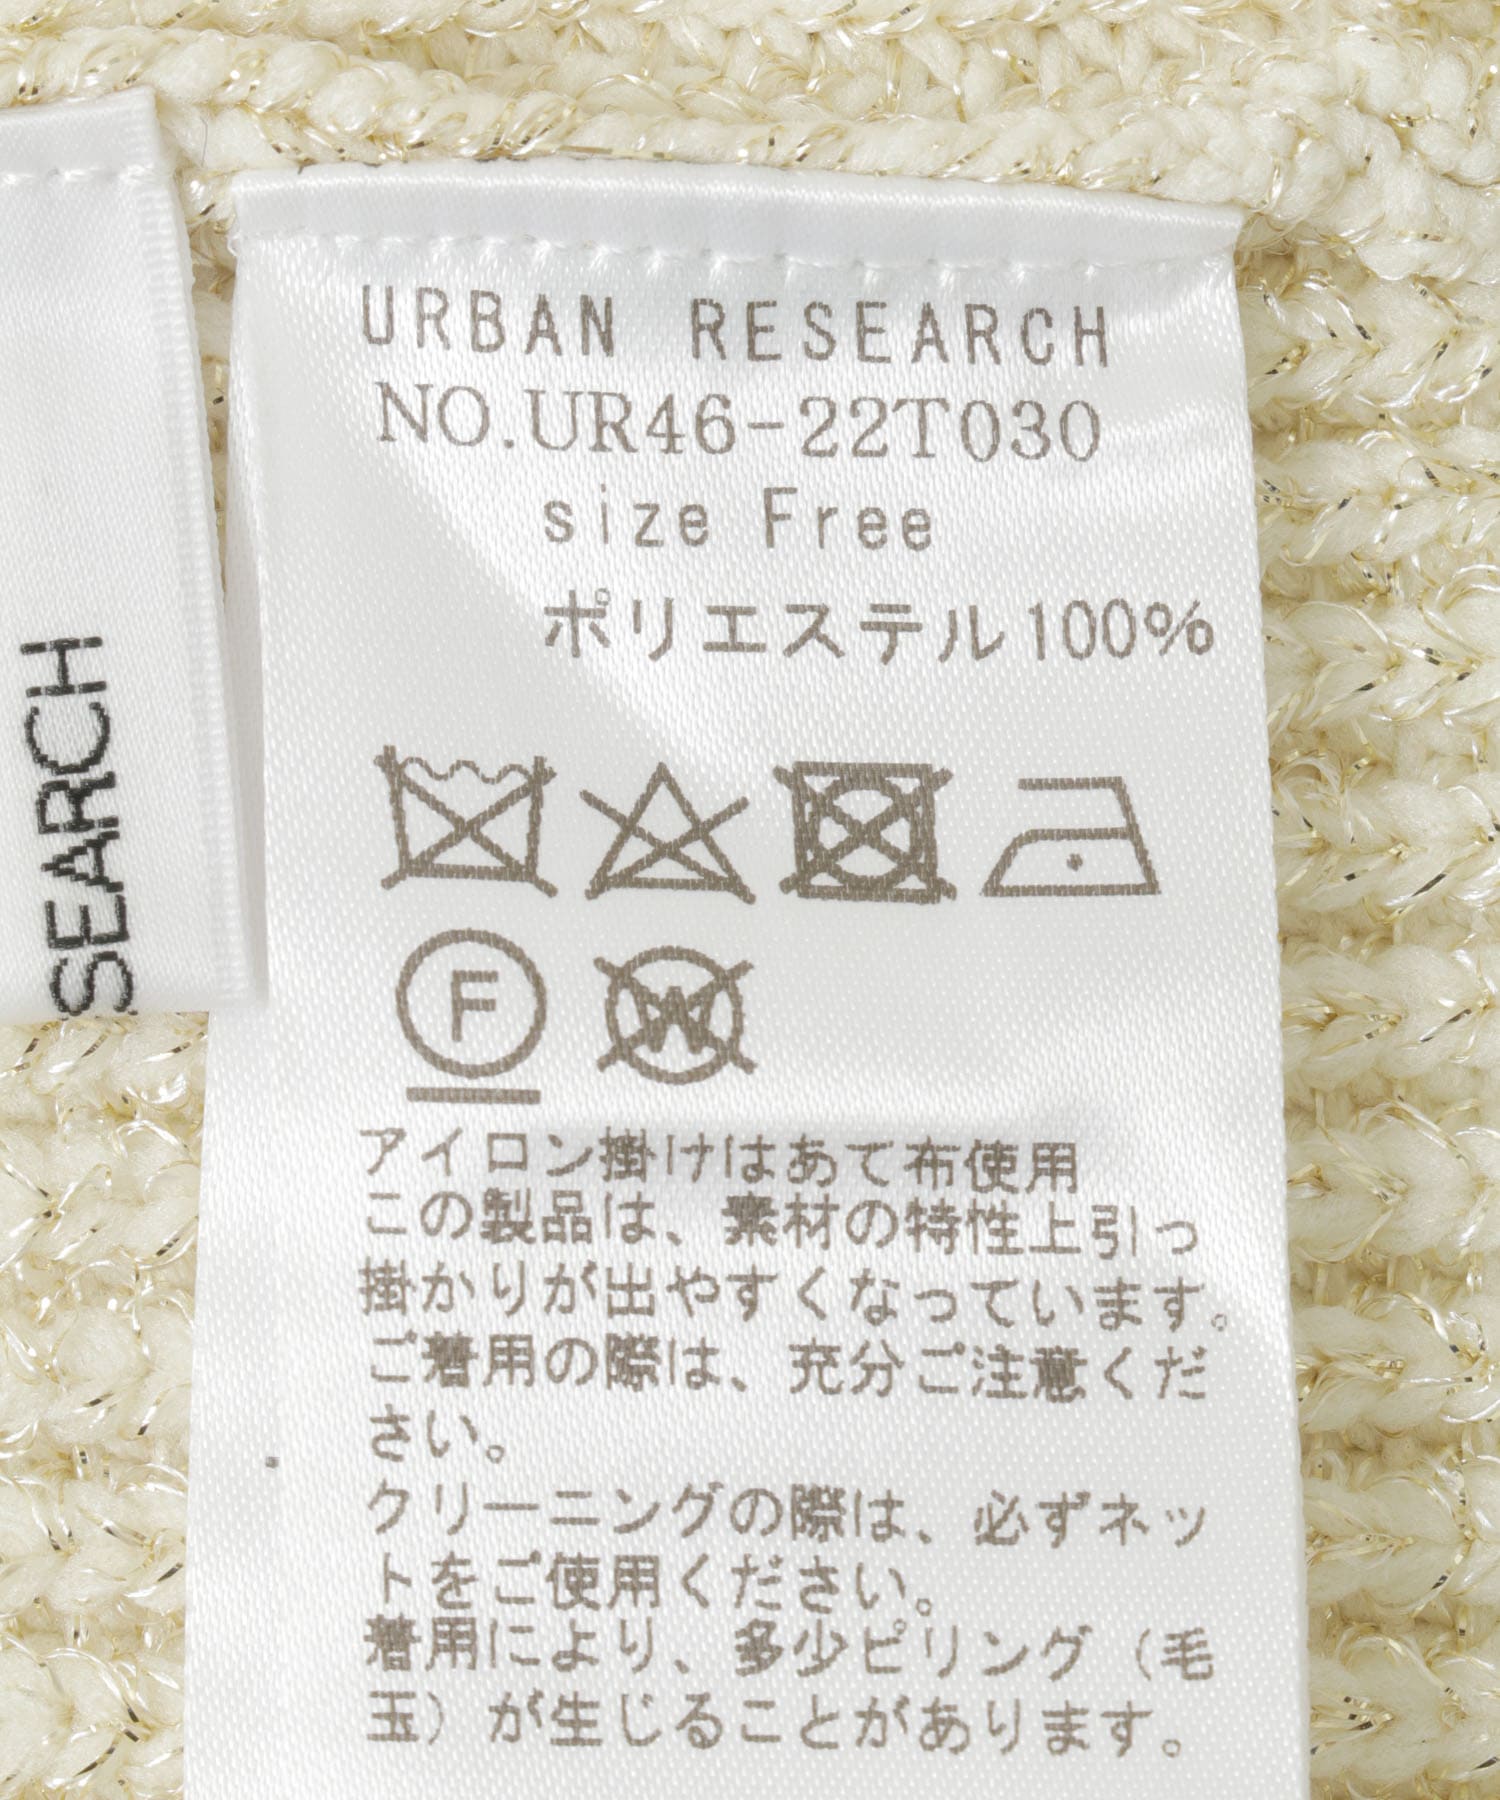 SEARCH
URBAN RESEARCH
NO.UR46-22T030
size Free
ポリエステル100%
F
W
アイロン掛けはあて布使用
この製品は、素材の特性上引っ
掛かりが出やすくなっています。
ご着用の際は、充分ご注意くだ
さい。
クリーニングの際は、必ずネッ
トをご使用ください。
着用により、多少ピリング（毛
玉）が生じることがあります。